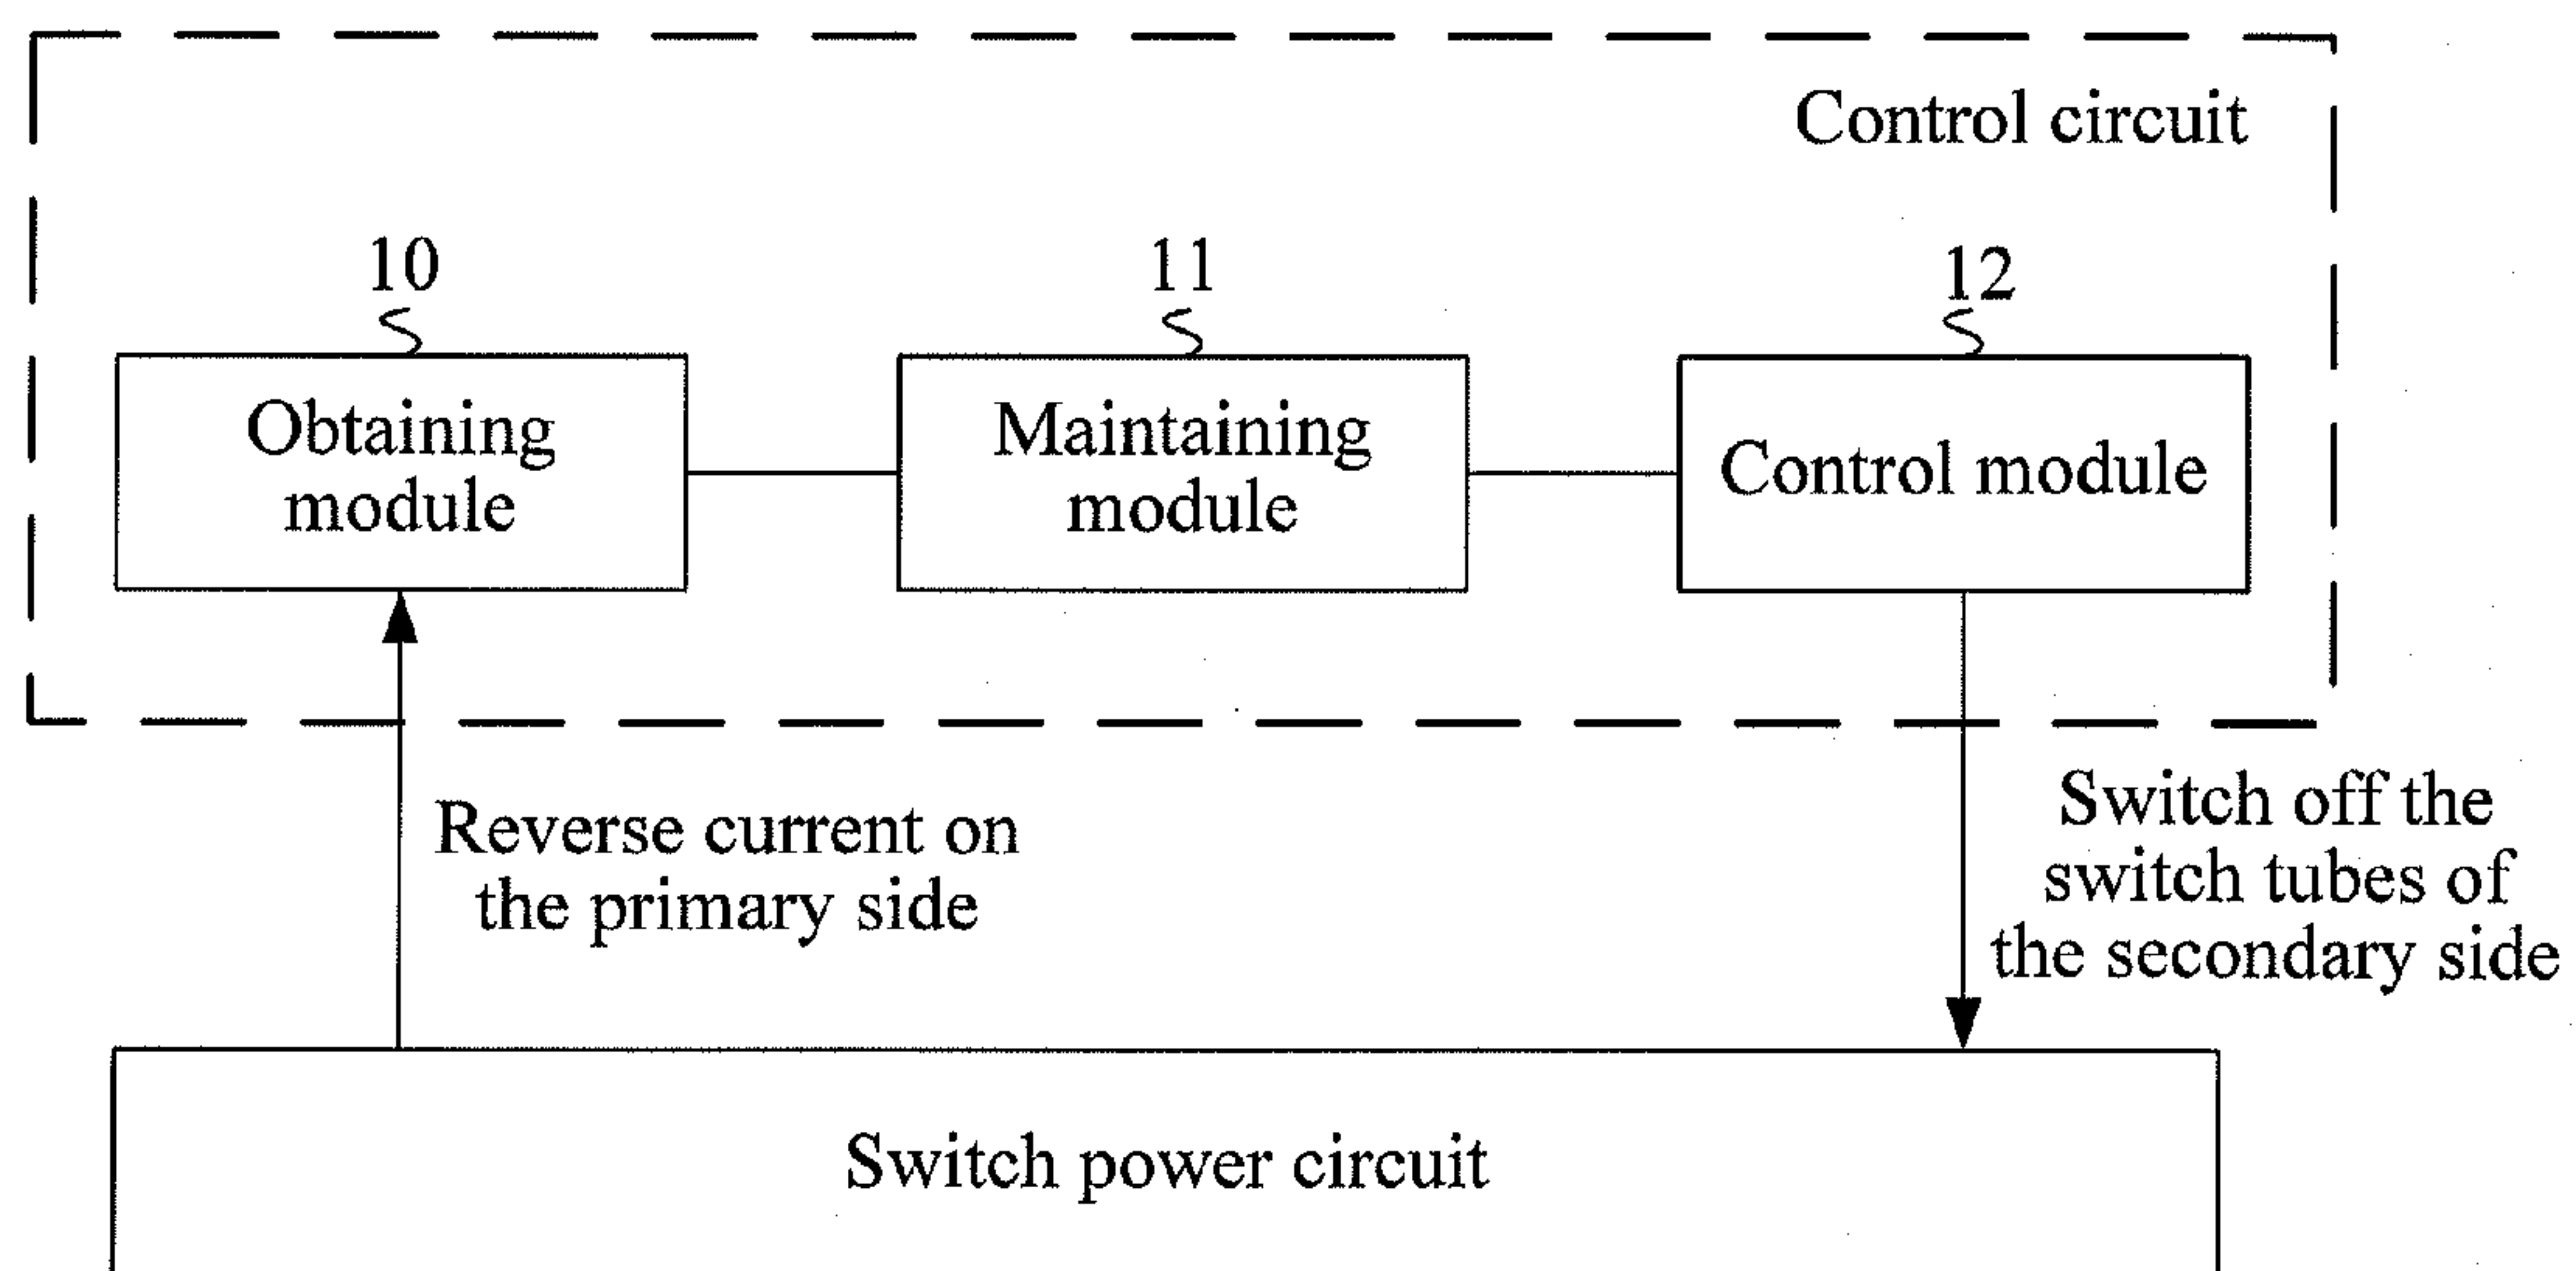 Control circuit
10
11
12
Obtaining
module
Maintaining
module
Control module
Reverse current on
the primary side
Switch off the
switch tubes of
the secondary side
Switch power circuit